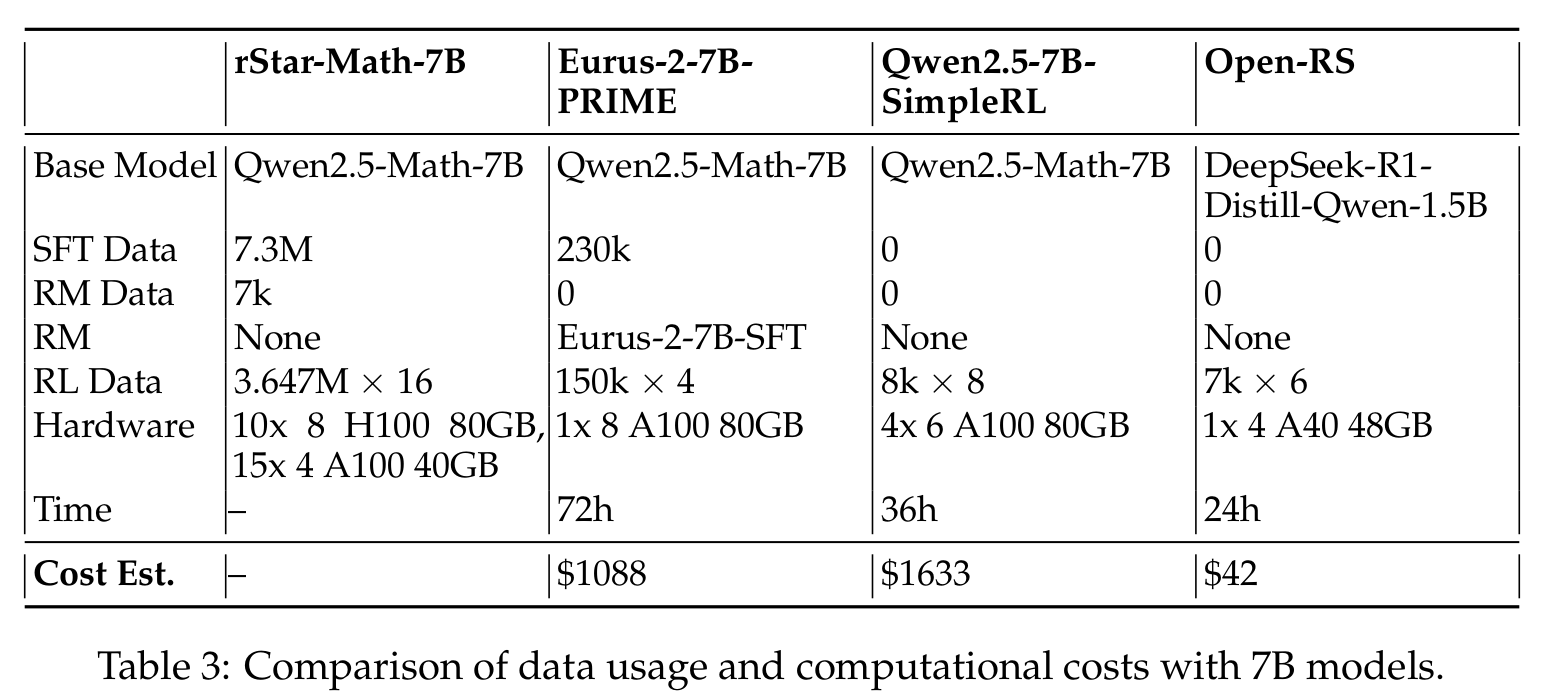 rStar-Math-7B Eurus-2-7B-PRIME Qwen2.5-7B-SimpleRL Open-RS
Base Model Qwen2.5-Math-7B Qwen2.5-Math-7B Qwen2.5-Math-7B DeepSeek-R1-Distill-Qwen-1.5B
SFT Data 7.3M 230k 0 0
RM Data 7k 0 0 0
RM None Eurus-2-7B-SFT None None
RL Data 3.647M × 16 150k × 4 8k × 8 7k × 6
Hardware 10x 8 H100 80GB, 15x 4 A100 40GB 1x 8 A100 80GB 4x 6 A100 80GB 1x 4 A40 48GB
Time – 72h 36h 24h
Cost Est. – $1088 $1633 $42
Table 3: Comparison of data usage and computational costs with 7B models.